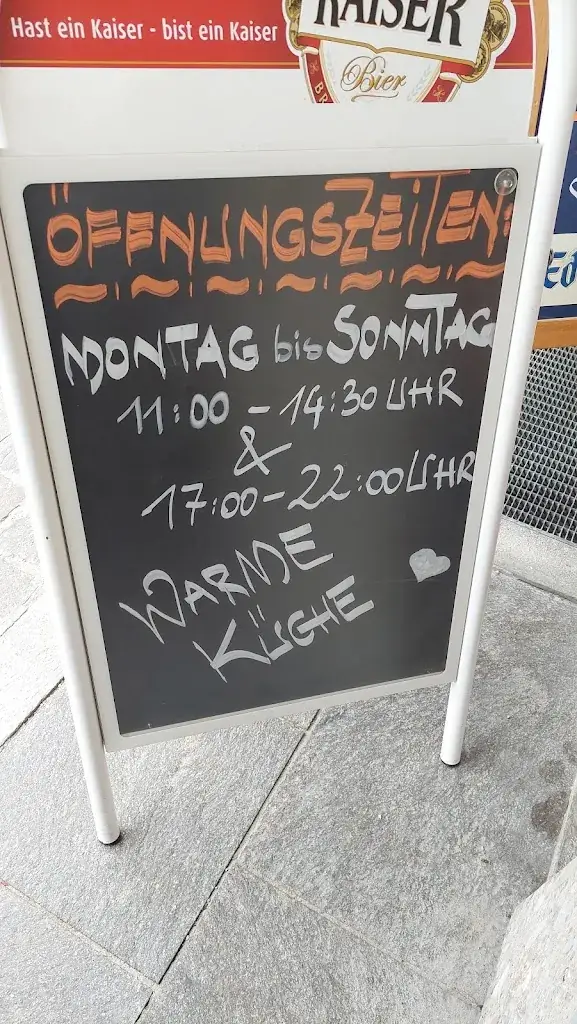 Hast ein Kaiser - bist ein Kaiser
KAISER
Bier
BR
ÖFFNUNGSZEITEN:
MONTAG bis SONNTAG
11:00 - 14:30 UHR
&
17:00 - 22:00 UHR
WARME
KÜCHE